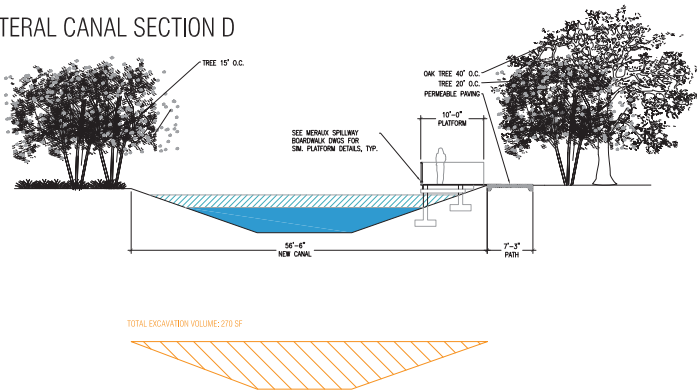 TERAL CANAL SECTION D
TREE 15' O.C.
OAK TREE 40' O.C.
TREE 20' O.C.
PERMEABLE PAVING
10'-0"
PLATFORM
SEE MERAUX SPILLWAY
BOARDWALK DWGS FOR
SIM. PLATFORM DETAILS, TYP.
56'-6"
NEW CANAL
7'-3"
PATH
TOTAL EXCAVATION VOLUME: 270 SF